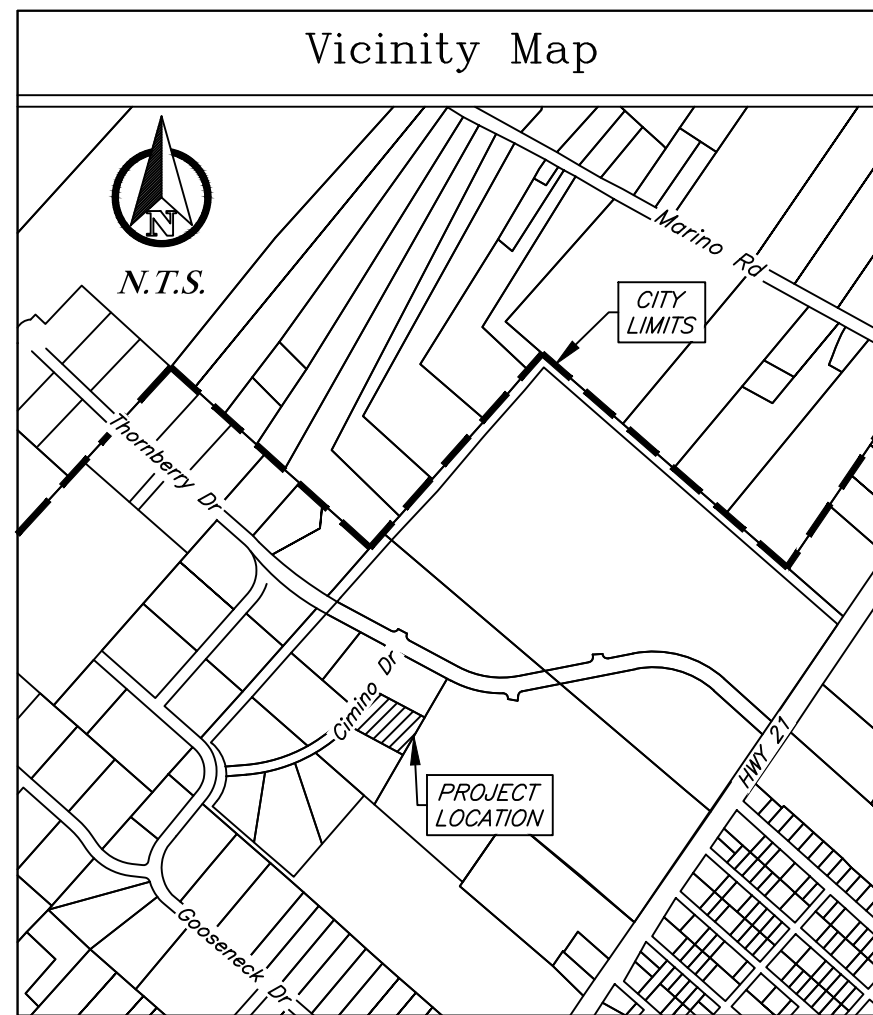 Vicinity Map
N
N.T.S.
Marino Rd
CITY
LIMITS
Thornberry Dr
Cimino Dr
HWY 21
PROJECT
LOCATION
Gooseneck Dr